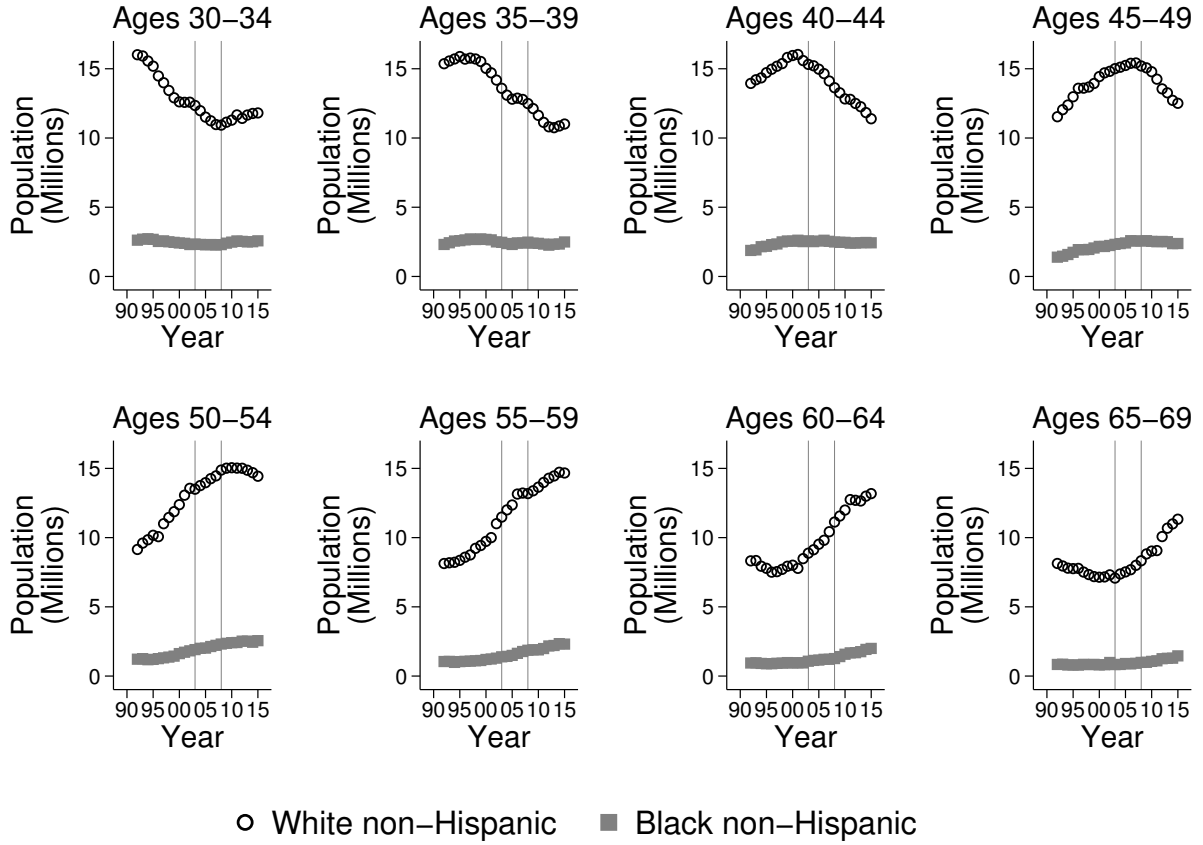 Ages 30−34 Ages 35−39 Ages 40−44 Ages 45−49
Population
(Millions)
15
10
5
0
90 95 00 05 10 15
Year
Population
(Millions)
15
10
5
0
90 95 00 05 10 15
Year
Population
(Millions)
15
10
5
0
90 95 00 05 10 15
Year
Population
(Millions)
15
10
5
0
90 95 00 05 10 15
Year
Ages 50−54 Ages 55−59 Ages 60−64 Ages 65−69
Population
(Millions)
15
10
5
0
90 95 00 05 10 15
Year
Population
(Millions)
15
10
5
0
90 95 00 05 10 15
Year
Population
(Millions)
15
10
5
0
90 95 00 05 10 15
Year
Population
(Millions)
15
10
5
0
90 95 00 05 10 15
Year
White non−Hispanic Black non−Hispanic